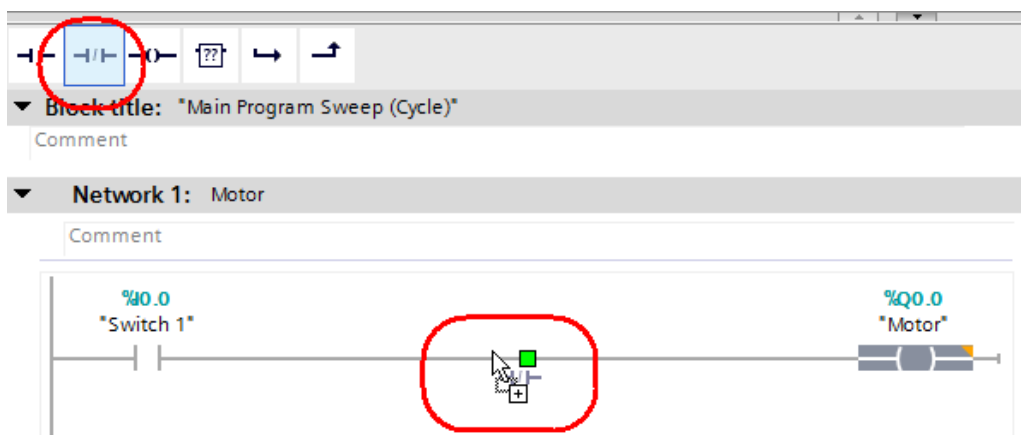 ??
Block title: "Main Program Sweep (Cycle)"
Comment
Network 1: Motor
Comment
%I0.0 %Q0.0
"Switch 1" "Motor"